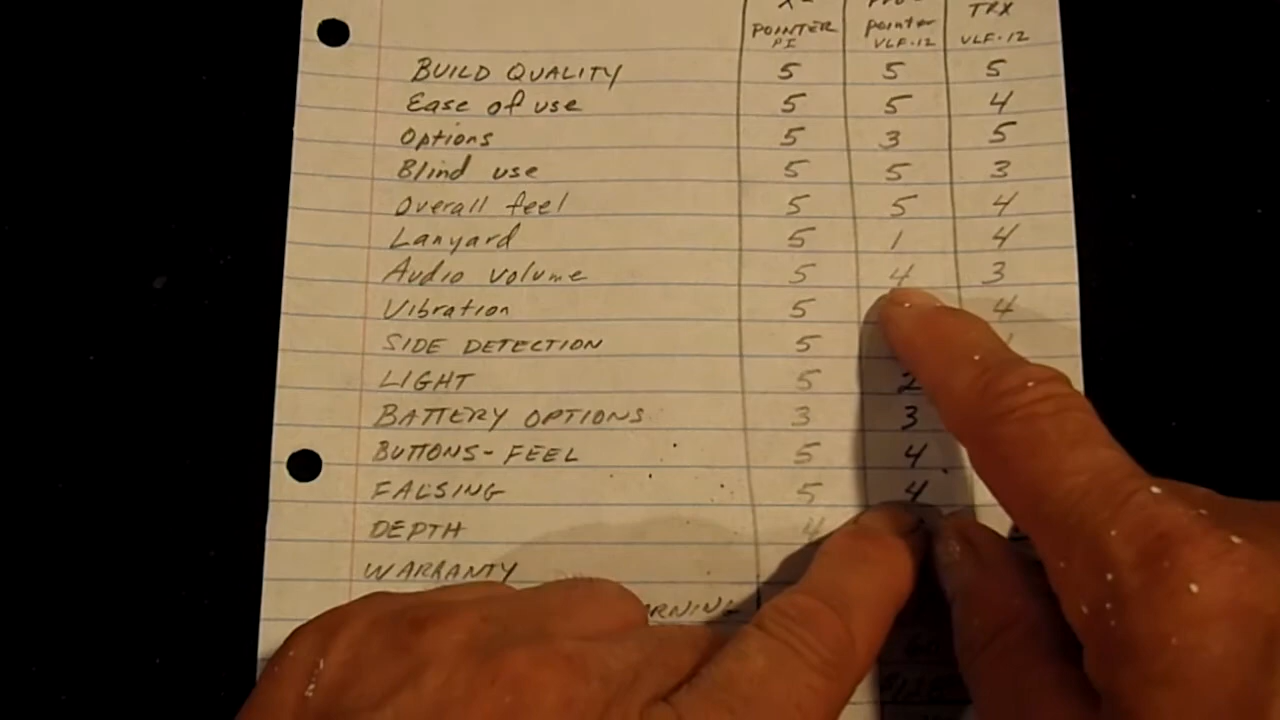 POINTER pointer TRX
PI VLF-12 VLF-12
BUILD QUALITY 5 5 5
Ease of use 5 5 4
Options 5 3 5
Blind use 5 5 3
Overall feel 5 5 4
Lanyard 5 1 4
Audio volume 5 4 3
Vibration 5 4
SIDE DETECTION 5
LIGHT 5 2
BATTERY OPTIONS 3 3
BUTTONS-FEEL 5 4
FALSING 5 4
DEPTH 4
WARRANTY